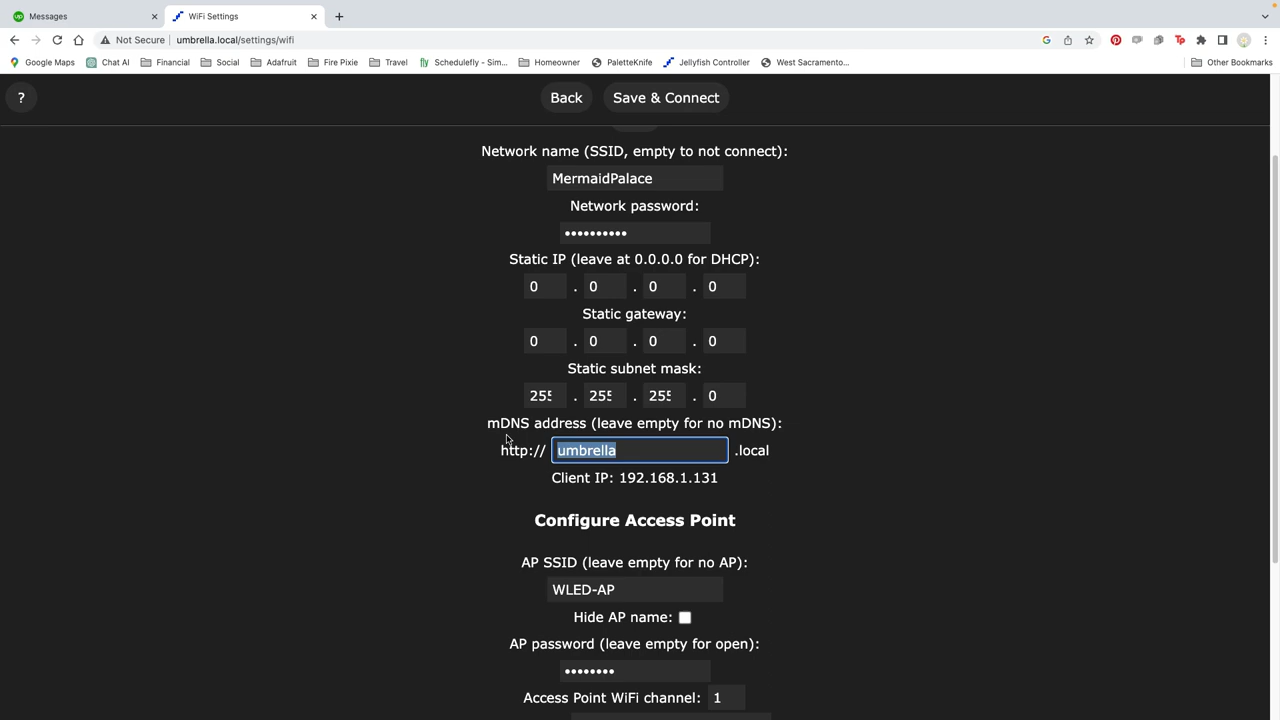 Messages
WiFi Settings
Not Secure
umbrella.local/settings/wifi
Google Maps
Chat AI
Financial
Social
Adafruit
Fire Pixie
Travel
Schedulefly - Sim...
Homeowner
PaletteKnife
Jellyfish Controller
West Sacramento...
Other Bookmarks
?
Back
Save & Connect
Network name (SSID, empty to not connect):
MermaidPalace
Network password:
••••••••••
Static IP (leave at 0.0.0.0 for DHCP):
0 . 0 . 0 . 0
Static gateway:
0 . 0 . 0 . 0
Static subnet mask:
255 . 255 . 255 . 0
mDNS address (leave empty for no mDNS):
http:// umbrella .local
Client IP: 192.168.1.131
Configure Access Point
AP SSID (leave empty for no AP):
WLED-AP
Hide AP name:
AP password (leave empty for open):
••••••••
Access Point WiFi channel: 1